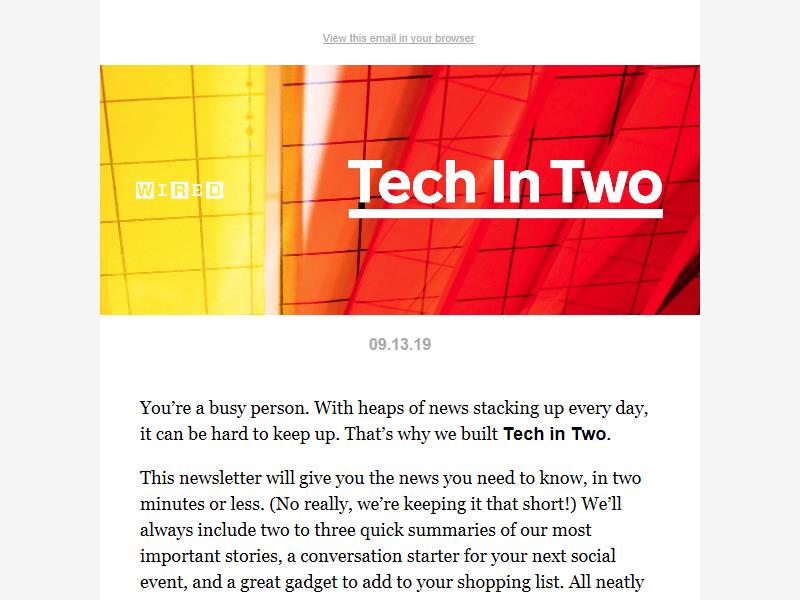 View this email in your browser
WIRED
Tech In Two
09.13.19
You’re a busy person. With heaps of news stacking up every day,
it can be hard to keep up. That’s why we built Tech in Two.
This newsletter will give you the news you need to know, in two
minutes or less. (No really, we’re keeping it that short!) We’ll
always include two to three quick summaries of our most
important stories, a conversation starter for your next social
event, and a great gadget to add to your shopping list. All neatly